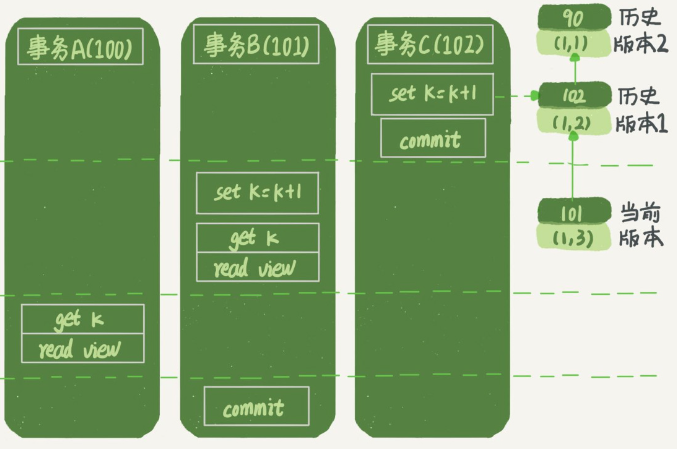 事务A(100)
get k
read view
事务B(101)
set k=k+1
get k
read view
commit
事务C(102)
set k=k+1
commit
90
(1,1)
历史
版本2
102
(1,2)
历史
版本1
101
(1,3)
当前
版本